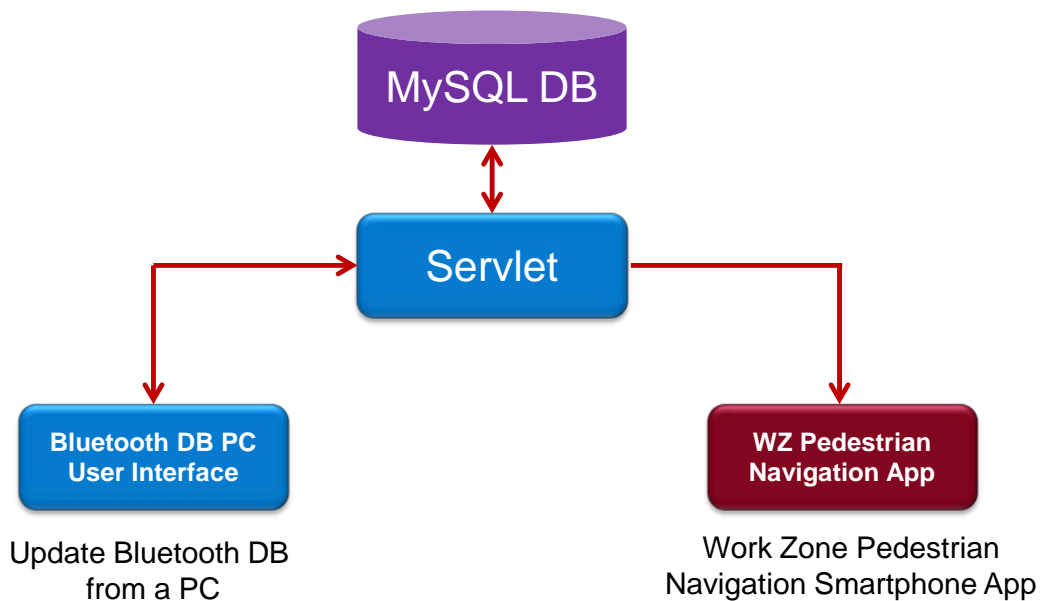 MySQL DB
Servlet
Bluetooth DB PC
User Interface
WZ Pedestrian
Navigation App
Update Bluetooth DB
from a PC
Work Zone Pedestrian
Navigation Smartphone App